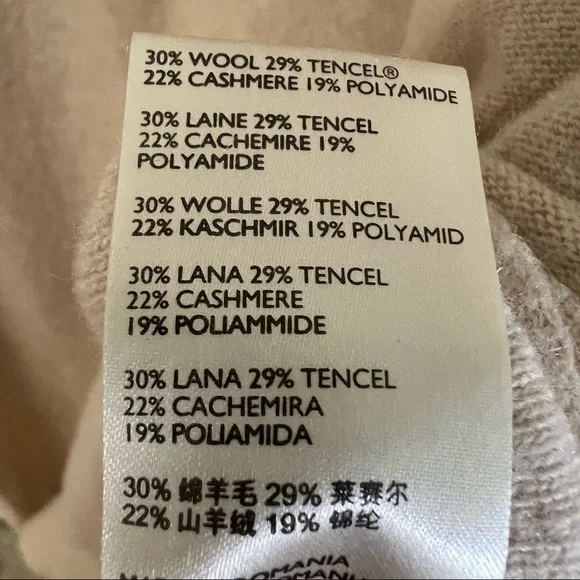 30% WOOL 29% TENCEL®
22% CASHMERE 19% POLYAMIDE
30% LAINE 29% TENCEL
22% CACHEMIRE 19%
POLYAMIDE
30% WOLLE 29% TENCEL
22% KASCHMIR 19% POLYAMID
30% LANA 29% TENCEL
22% CASHMERE
19% POLIAMMIDE
30% LANA 29% TENCEL
22% CACHEMIRA
19% POLIAMIDA
30% 绵羊毛 29% 莱赛尔
22% 山羊绒 19% 锦纶
ROMANIA